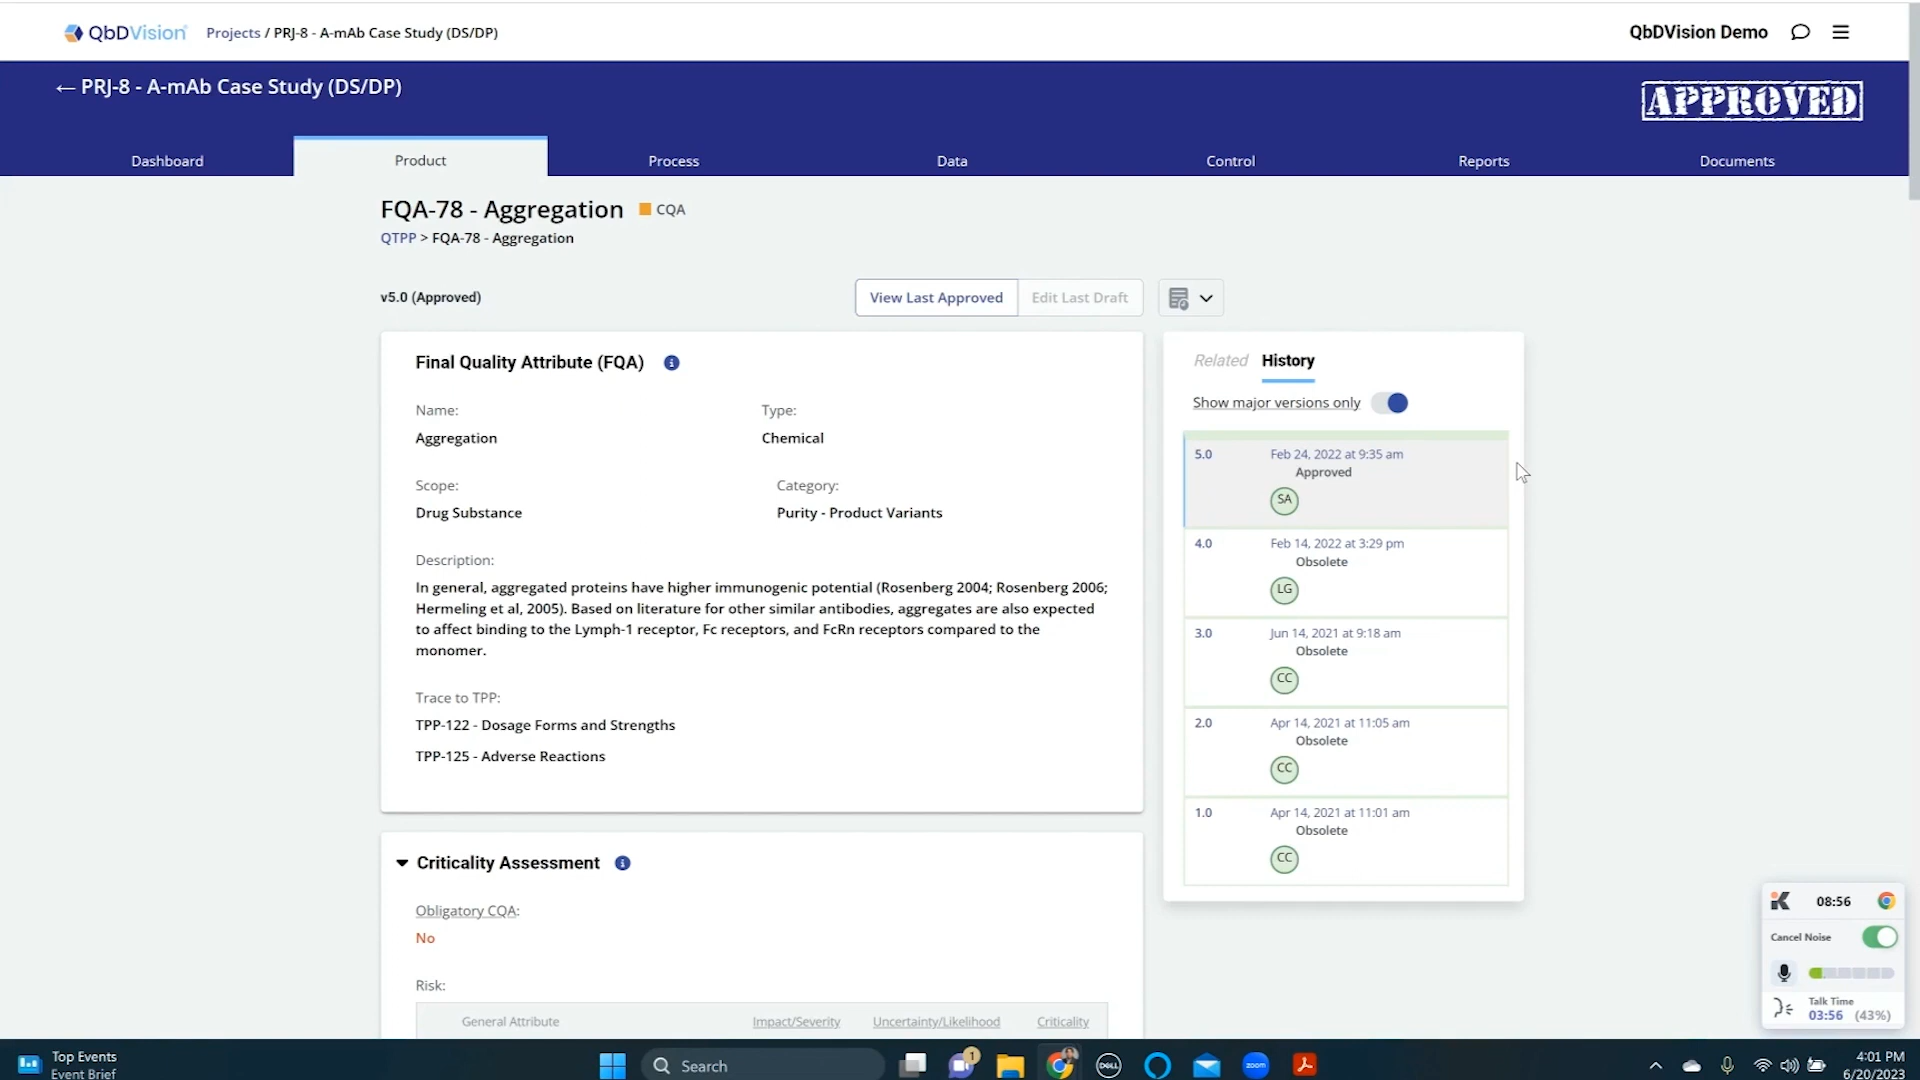 QbDVision Projects / PRJ-8 - A-mAb Case Study (DS/DP) QbDVision Demo
← PRJ-8 - A-mAb Case Study (DS/DP)
APPROVED
Dashboard Product Process Data Control Reports Documents
FQA-78 - Aggregation CQA
QTPP > FQA-78 - Aggregation
v5.0 (Approved) View Last Approved Edit Last Draft
Final Quality Attribute (FQA)
Name: Type:
Aggregation Chemical
Scope: Category:
Drug Substance Purity - Product Variants
Description:
In general, aggregated proteins have higher immunogenic potential (Rosenberg 2004; Rosenberg 2006;
Hermeling et al, 2005). Based on literature for other similar antibodies, aggregates are also expected
to affect binding to the Lymph-1 receptor, Fc receptors, and FcRn receptors compared to the
monomer.
Trace to TPP:
TPP-122 - Dosage Forms and Strengths
TPP-125 - Adverse Reactions
Criticality Assessment
Obligatory CQA:
No
Risk:
General Attribute Impact/Severity Uncertainty/Likelihood Criticality
Related History
Show major versions only
5.0 Feb 24, 2022 at 9:35 am
Approved
SA
4.0 Feb 14, 2022 at 3:29 pm
Obsolete
LG
3.0 Jun 14, 2021 at 9:18 am
Obsolete
CC
2.0 Apr 14, 2021 at 11:05 am
Obsolete
CC
1.0 Apr 14, 2021 at 11:01 am
Obsolete
CC
08:56
Cancel Noise
Talk Time
03:56 (43%)
Top Events
Event Brief
Search
1
DELL
zoom
4:01 PM
6/20/2023